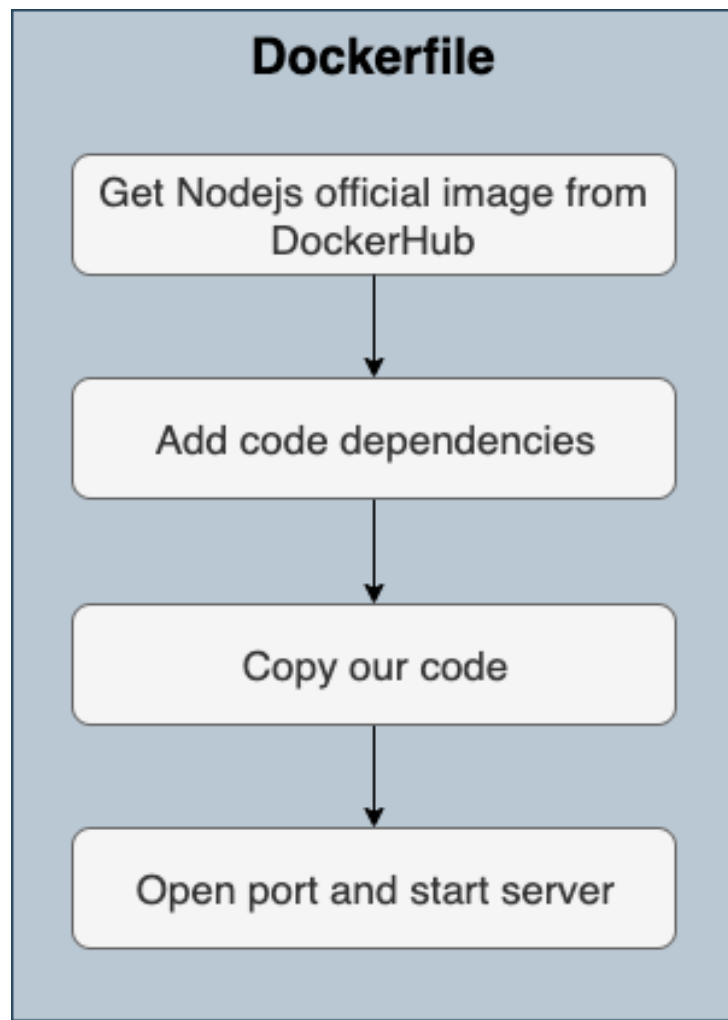 Dockerfile
Get Nodejs official image from
DockerHub
Add code dependencies
Copy our code
Open port and start server